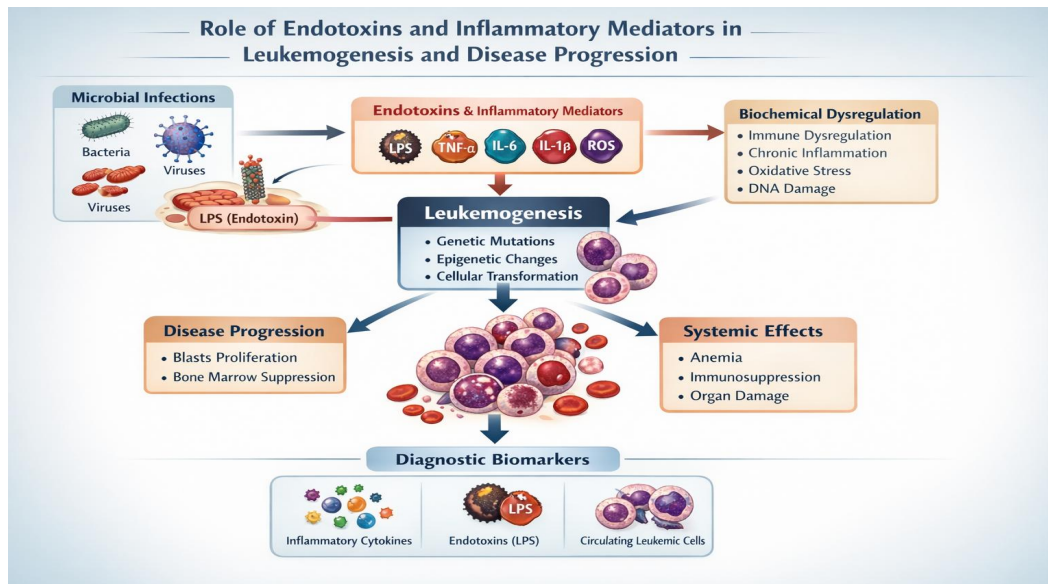 Role of Endotoxins and Inflammatory Mediators in
Leukemogenesis and Disease Progression
Microbial Infections
Bacteria
Viruses
Viruses
LPS (Endotoxin)
Endotoxins & Inflammatory Mediators
LPS
TNF-α
IL-6
IL-1β
ROS
Biochemical Dysregulation
• Immune Dysregulation
• Chronic Inflammation
• Oxidative Stress
• DNA Damage
Leukemogenesis
• Genetic Mutations
• Epigenetic Changes
• Cellular Transformation
Disease Progression
• Blasts Proliferation
• Bone Marrow Suppression
Systemic Effects
• Anemia
• Immunosuppression
• Organ Damage
Diagnostic Biomarkers
Inflammatory Cytokines
LPS
Endotoxins (LPS)
Circulating Leukemic Cells